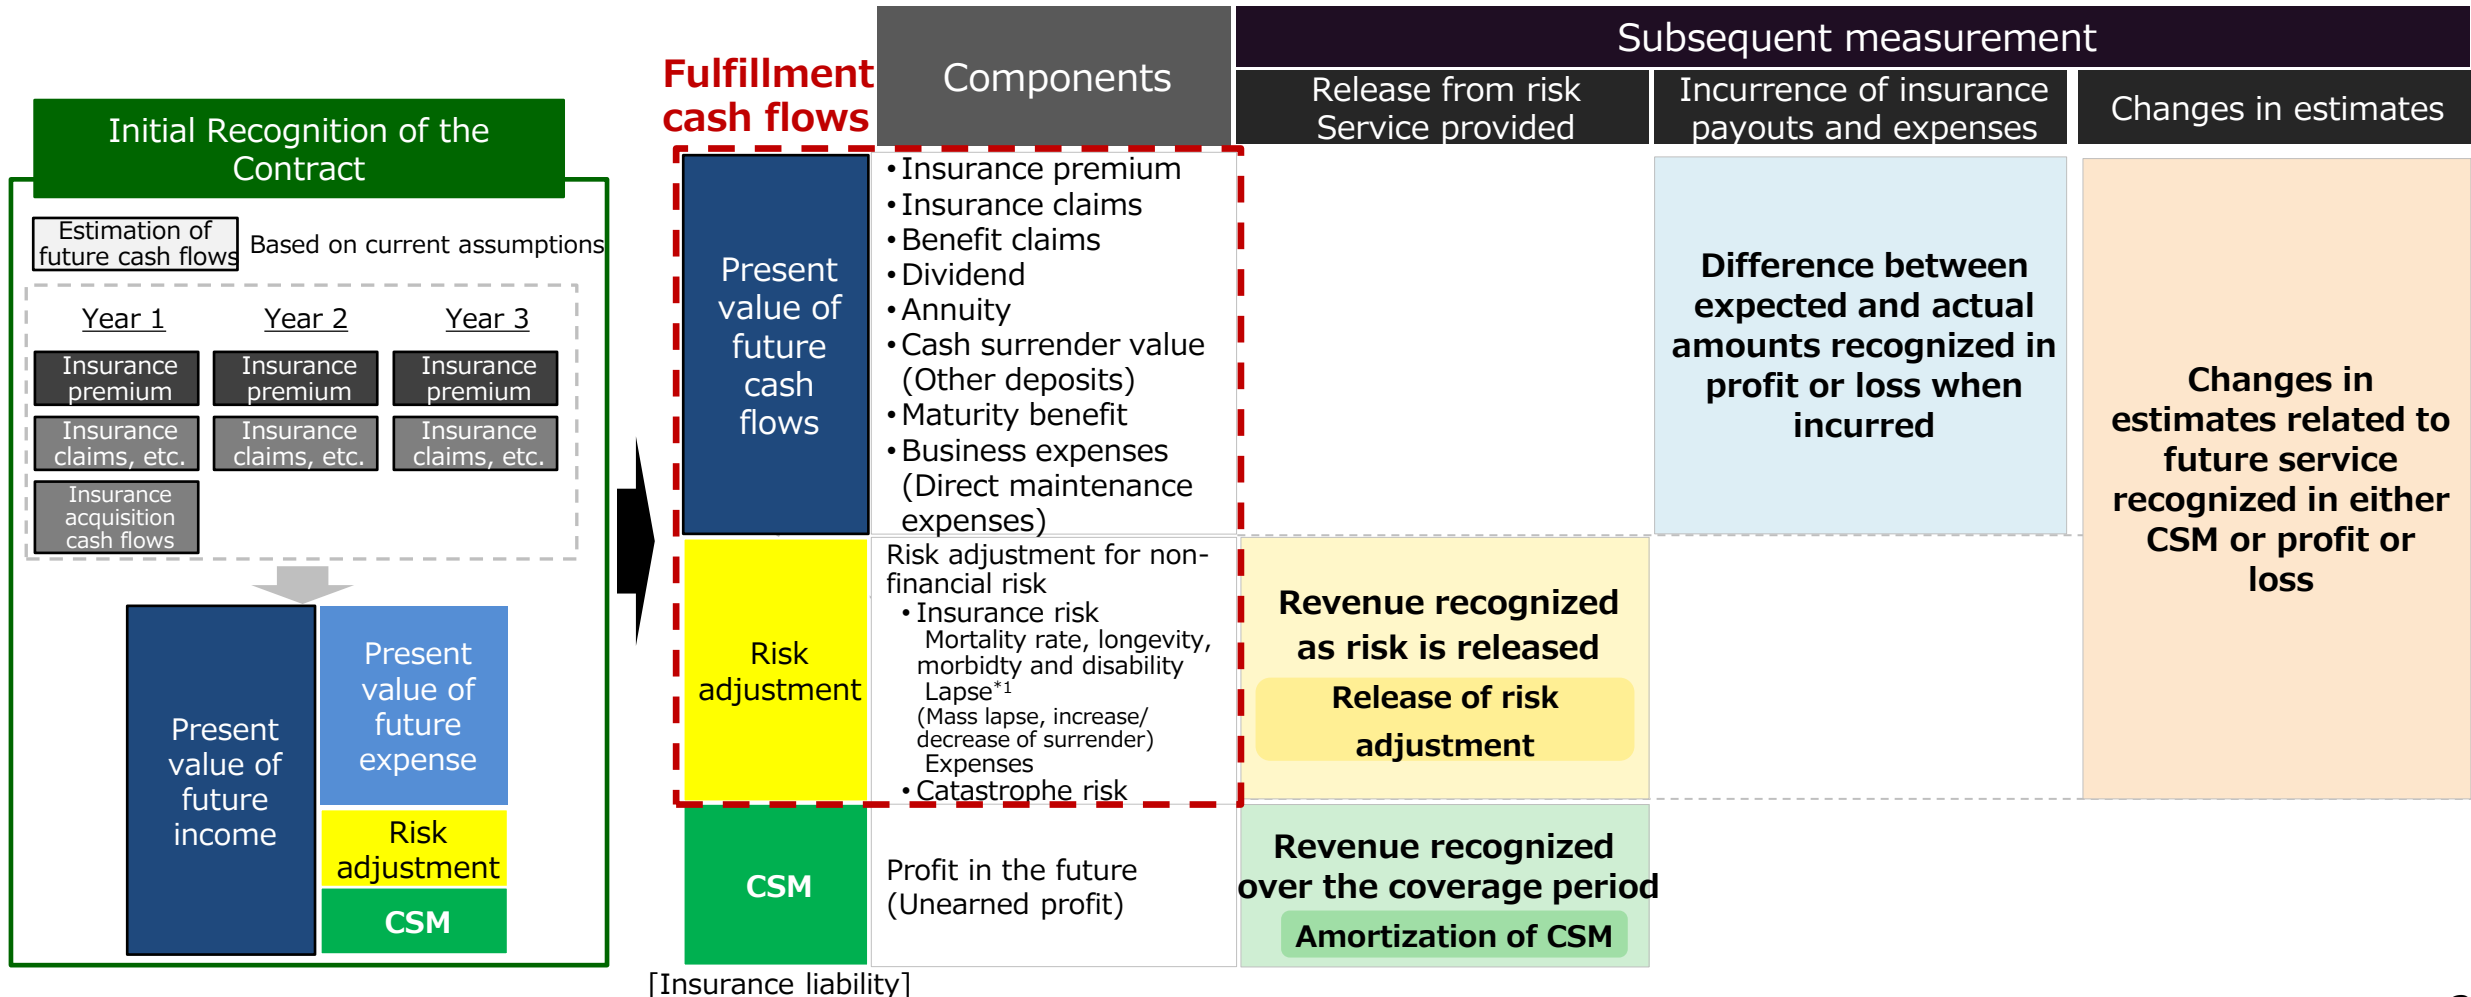 Initial Recognition of the
Contract
Estimation of
future cash flows
Based on current assumptions
Year 1
Year 2
Year 3
Insurance
premium
Insurance
premium
Insurance
premium
Insurance
claims, etc.
Insurance
claims, etc.
Insurance
claims, etc.
Insurance
acquisition
cash flows
Present
value of
future
income
Present
value of
future
expense
Risk
adjustment
CSM
Fulfillment
cash flows
Components
Subsequent measurement
Release from risk
Service provided
Incurrence of insurance
payouts and expenses
Changes in estimates
Present
value of
future
cash
flows
•Insurance premium
•Insurance claims
•Benefit claims
•Dividend
•Annuity
•Cash surrender value
(Other deposits)
•Maturity benefit
•Business expenses
(Direct maintenance
expenses)
Difference between
expected and actual
amounts recognized in
profit or loss when
incurred
Changes in
estimates related to
future service
recognized in either
CSM or profit or
loss
Risk
adjustment
Risk adjustment for non-
financial risk
•Insurance risk
Mortality rate, longevity,
morbidty and disability
Lapse*1
(Mass lapse, increase/
decrease of surrender)
Expenses
•Catastrophe risk
Revenue recognized
as risk is released
Release of risk
adjustment
CSM
Profit in the future
(Unearned profit)
Revenue recognized
over the coverage period
Amortization of CSM
[Insurance liability]